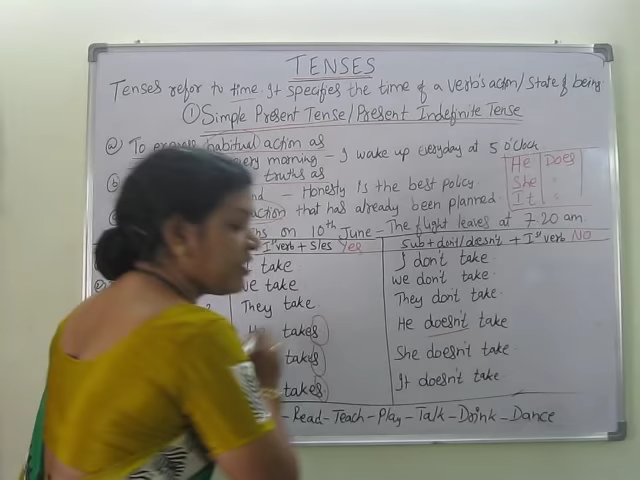 TENSES
Tenses refer to time. It specifies the time of a verb's action/State of being.
① Simple Present Tense/Present Indefinite Tense
ⓐ To express habitual action as
very morning - I wake up everyday at 5 o'clock
ⓑ truths as
nd - Honesty is the best policy.
action that has already been planned.
on 10th June - The flight leaves at 7.20 am.
He Does
She "
It "
Ist verb + S/es Yes
Sub + don't/doesn't + Ist verb No
I take
I don't take
we take
we don't take
They take
They don't take
He takes
He doesn't take
takes
She doesn't take
takes
It doesn't take
- Read - Teach - Play - Talk - Drink - Dance